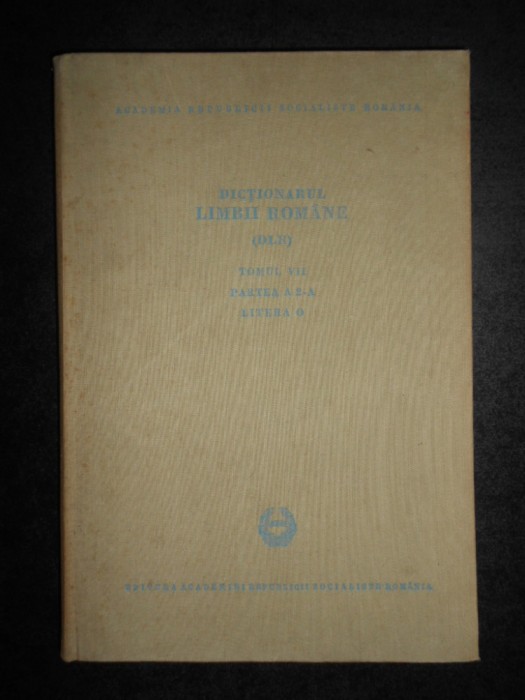 ACADEMIA REPUBLICII SOCIALISTE ROMÂNIA
DICȚIONARUL
LIMBII ROMÂNE
(DLR)
TOMUL VII
PARTEA A 2-A
LITERA O
EDITURA ACADEMIEI REPUBLICII SOCIALISTE ROMÂNIA